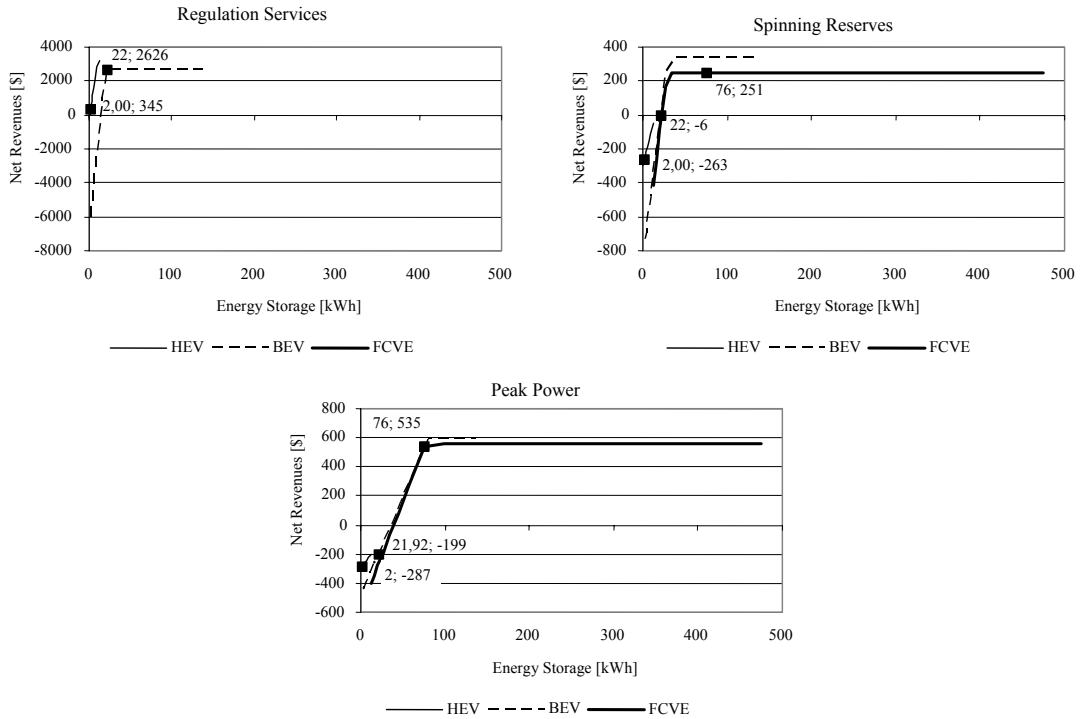 Regulation Services
4000
2000
0
-2000
-4000
-6000
-8000
Net Revenues [$]
22; 2626
2,00; 345
0 100 200 300 400 500
Energy Storage [kWh]
HEV BEV FCVE
Spinning Reserves
400
200
0
-200
-400
-600
-800
Net Revenues [$]
76; 251
22; -6
2,00; -263
0 100 200 300 400 500
Energy Storage [kWh]
HEV BEV FCVE
Peak Power
800
600
400
200
0
-200
-400
-600
Net Revenues [$]
76; 535
21,92; -199
2; -287
0 100 200 300 400 500
Energy Storage [kWh]
HEV BEV FCVE